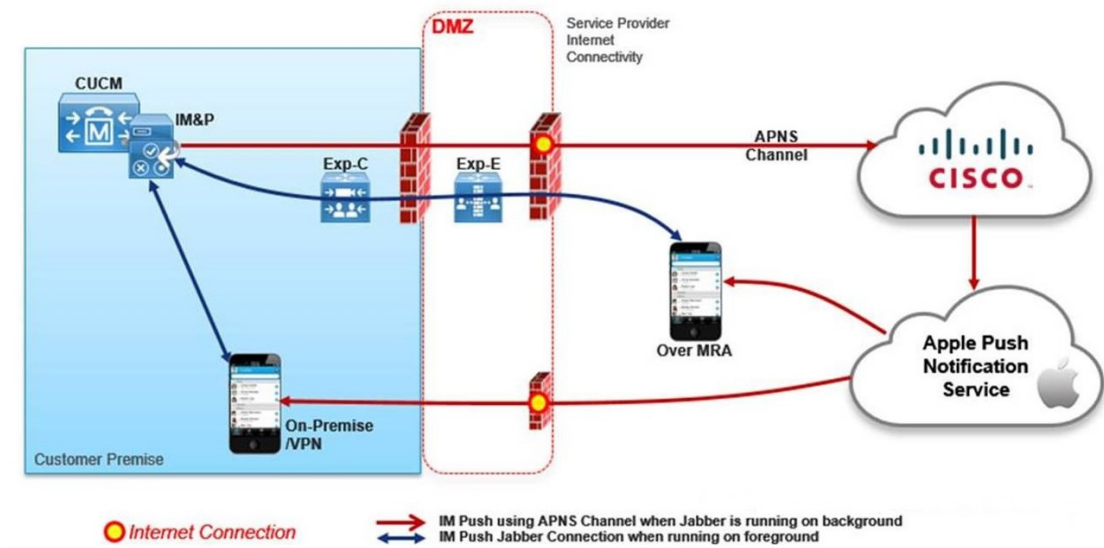 DMZ
Service Provider
Internet
Connectivity
CUCM
IM&P
M
APNS
Channel
CISCO
Exp-C
Exp-E
Over MRA
Apple Push
Notification
Service
On-Premise
/VPN
Customer Premise
Internet Connection
IM Push using APNS Channel when Jabber is running on background
IM Push Jabber Connection when running on foreground